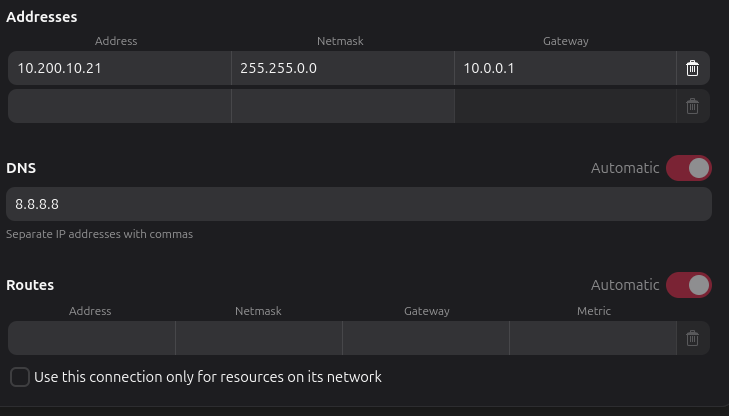 Addresses
Address Netmask Gateway
10.200.10.21 255.255.0.0 10.0.0.1
DNS Automatic
8.8.8.8
Separate IP addresses with commas
Routes Automatic
Address Netmask Gateway Metric
Use this connection only for resources on its network